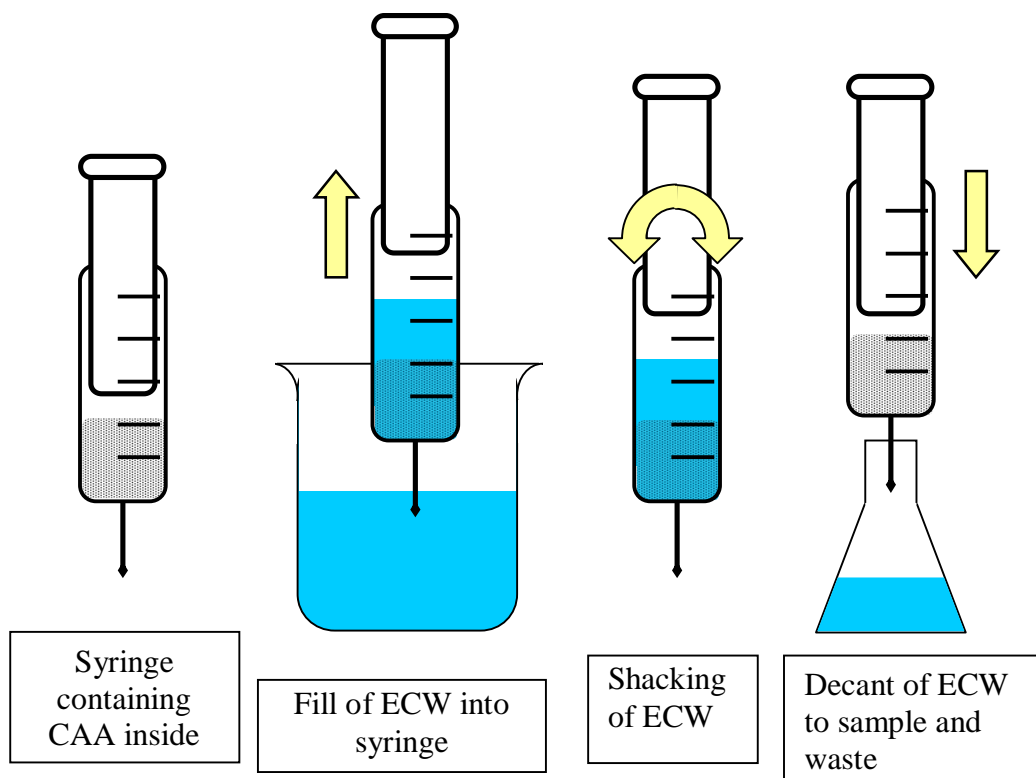 Syringe
containing
CAA inside
Fill of ECW into
syringe
Shacking
of ECW
Decant of ECW
to sample and
waste